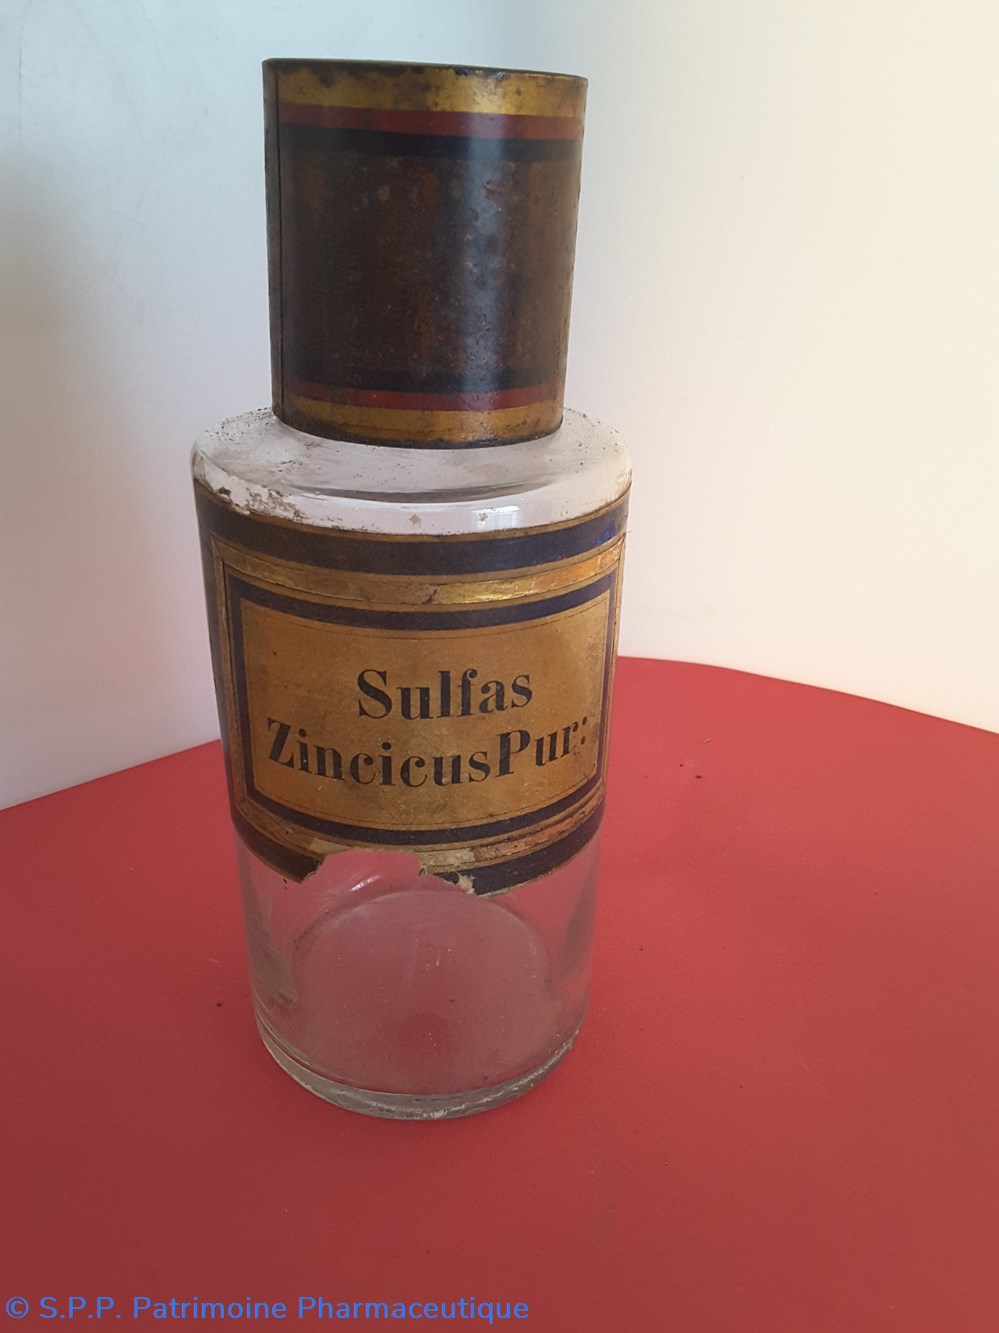 Sulfas
Zincicus Pur:
© S.P.P. Patrimoine Pharmaceutique